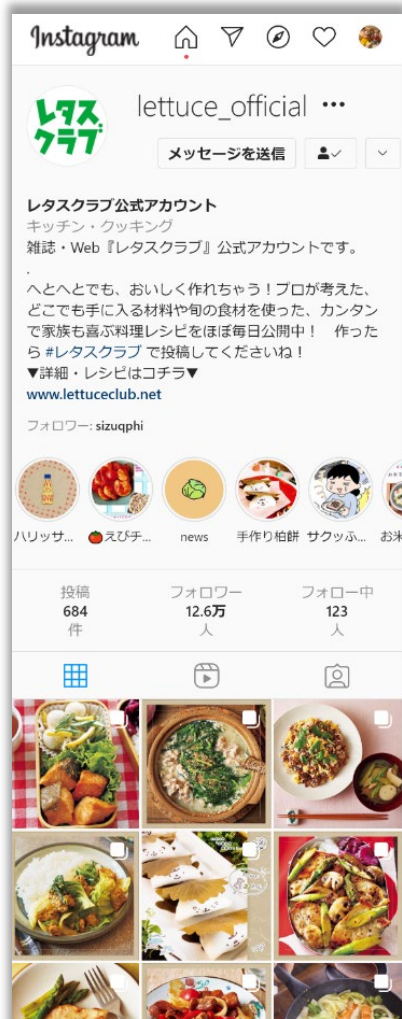 Instagram
レタス
クラブ
lettuce_official
メッセージを送信
レタスクラブ公式アカウント
キッチン・クッキング
雑誌・Web『レタスクラブ』公式アカウントです。
.
へとへとでも、おいしく作れちゃう！プロが考えた、
どこでも手に入る材料や旬の食材を使った、カンタン
で家族も喜ぶ料理レシピをほぼ毎日公開中！　作った
ら #レタスクラブ で投稿してくださいね！
▼詳細・レシピはコチラ▼
www.lettuceclub.net
フォロワー: sizuqphi
ハリッサ... えびチ... news 手作り柏餅 サクッふ... お米
投稿 フォロワー フォロー中
684 12.6万 123
件 人 人